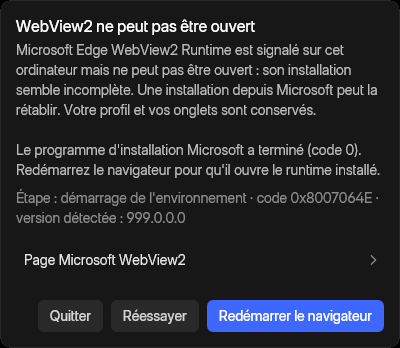 WebView2 ne peut pas être ouvert
Microsoft Edge WebView2 Runtime est signalé sur cet
ordinateur mais ne peut pas être ouvert : son installation
semble incomplète. Une installation depuis Microsoft peut la
rétablir. Votre profil et vos onglets sont conservés.
Le programme d'installation Microsoft a terminé (code 0).
Redémarrez le navigateur pour qu'il ouvre le runtime installé.
Étape : démarrage de l'environnement · code 0x8007064E ·
version détectée : 999.0.0.0
Page Microsoft WebView2
Quitter
Réessayer
Redémarrer le navigateur